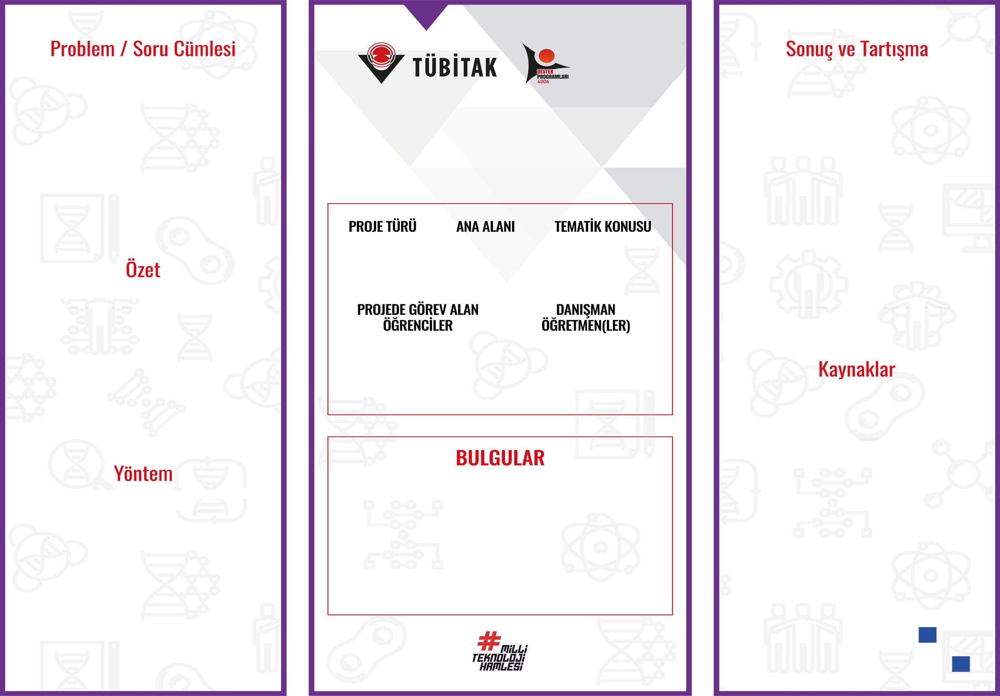 Problem / Soru Cümlesi
Özet
Yöntem
TÜBİTAK
DESTEK
PROGRAMLARI
4006
PROJE TÜRÜ
ANA ALANI
TEMATİK KONUSU
PROJEDE GÖREV ALAN
ÖĞRENCİLER
DANIŞMAN
ÖĞRETMEN(LER)
BULGULAR
#MİLLİ
TEKNOLOJİ
HAMLESİ
Sonuç ve Tartışma
Kaynaklar